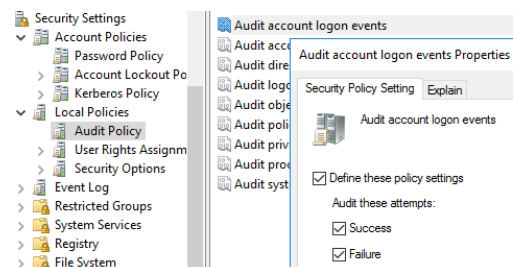 Security Settings
Account Policies
Password Policy
Account Lockout Po
Kerberos Policy
Local Policies
Audit Policy
User Rights Assignm
Security Options
Event Log
Restricted Groups
System Services
Registry
File System
Audit account logon events
Audit acco
Audit dire
Audit logo
Audit obje
Audit poli
Audit priv
Audit proc
Audit syst
Audit account logon events Properties
Security Policy Setting
Explain
Audit account logon events
Define these policy settings
Audit these attempts:
Success
Failure